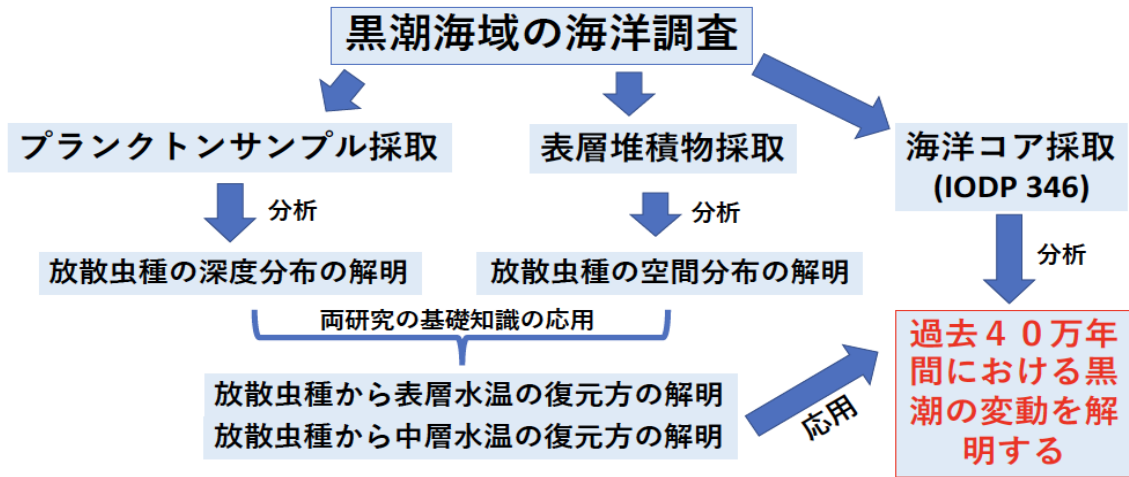 黒潮海域の海洋調査
プランクトンサンプル採取
表層堆積物採取
海洋コア採取
(IODP 346)
分析
分析
分析
放散虫種の深度分布の解明
放散虫種の空間分布の解明
両研究の基礎知識の応用
放散虫種から表層水温の復元方の解明
放散虫種から中層水温の復元方の解明
応用
過去４０万年
間における黒
潮の変動を解
明する